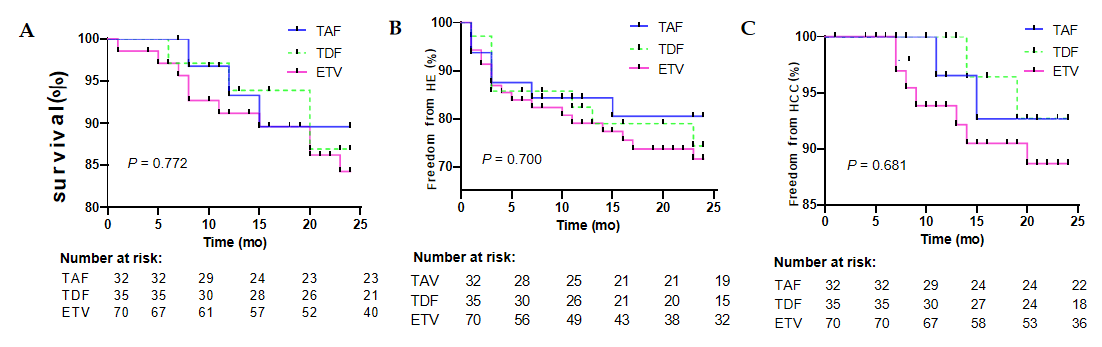 A
survival(%)
100
95
90
85
80
0 5 10 15 20 25
Time (mo)
TAF
TDF
ETV
P = 0.772
Number at risk:
TAF 32 32 29 24 23 23
TDF 35 35 30 28 26 21
ETV 70 67 61 57 52 40
B
Freedom from HE (%)
100
90
80
70
0 5 10 15 20 25
Time (mo)
TAF
TDF
ETV
P = 0.700
Number at risk:
TAV 32 28 25 21 21 19
TDF 35 30 26 21 20 15
ETV 70 56 49 43 38 32
C
Freedom from HCC (%)
100
95
90
85
0 5 10 15 20 25
Time (mo)
TAF
TDF
ETV
P = 0.681
Number at risk:
TAF 32 32 29 24 24 22
TDF 35 35 30 27 24 18
ETV 70 70 67 58 53 36